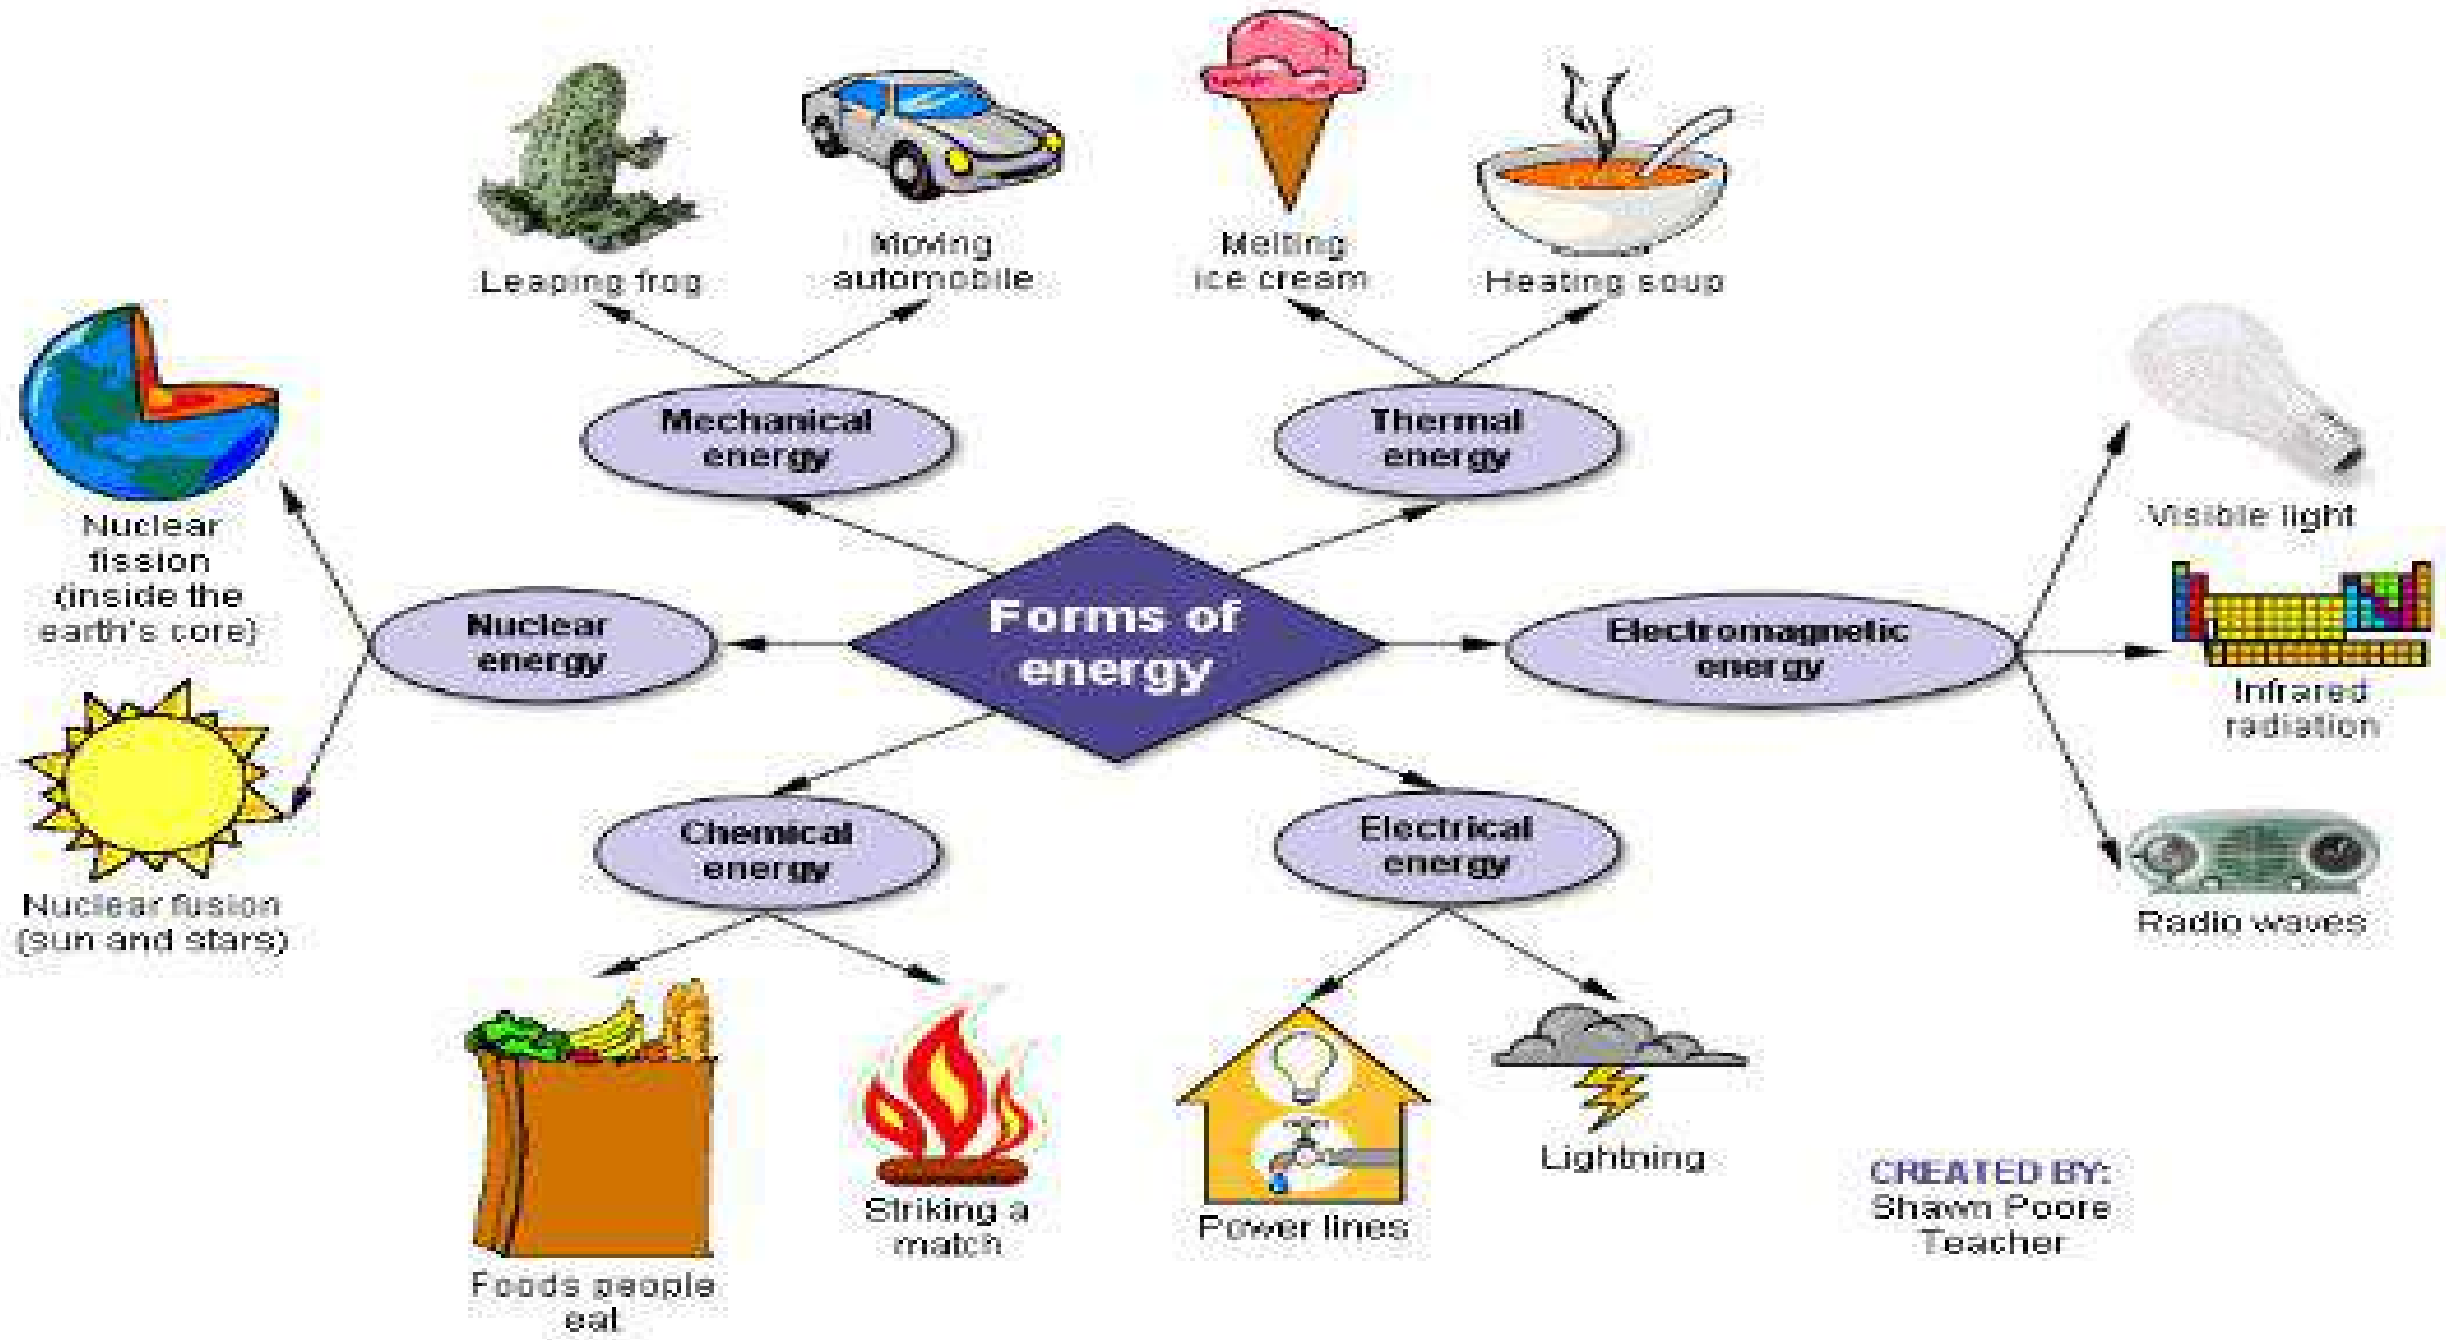 Leaping frog
Moving
automobile
Melting
ice cream
Heating soup
Mechanical
energy
Thermal
energy
Nuclear
fission
(inside the
earth's core)
Visible light
Nuclear
energy
Forms of
energy
Electromagnetic
energy
Infrared
radiation
Nuclear fusion
(sun and stars)
Chemical
energy
Electrical
energy
Radio waves
Foods people
eat
Striking a
match
Power lines
Lightning
CREATED BY:
Shawn Poore
Teacher